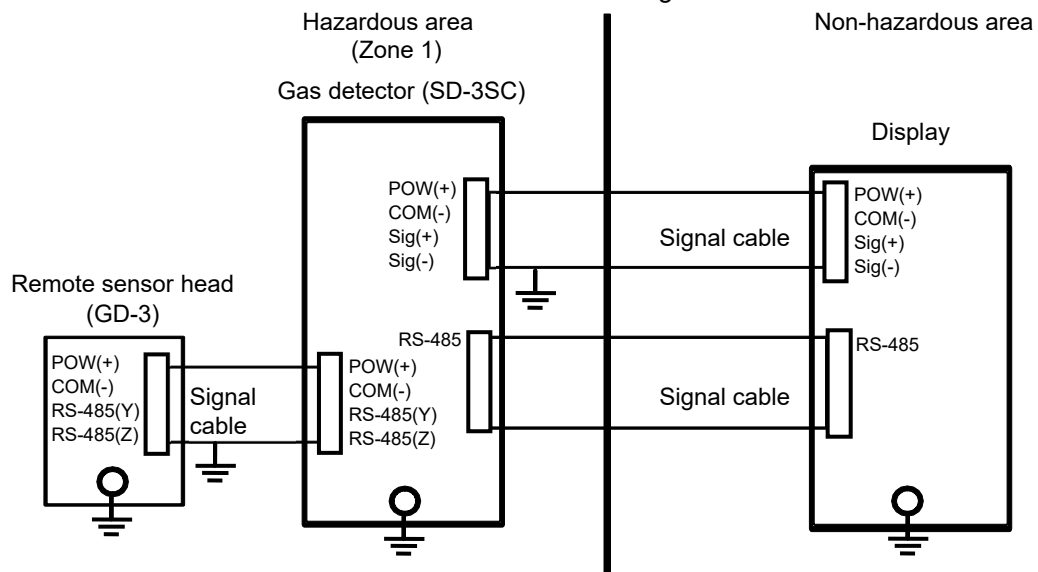 Hazardous area
(Zone 1)
Non-hazardous area
Gas detector (SD-3SC)
Display
POW(+)
COM(-)
Sig(+)
Sig(-)
Signal cable
POW(+)
COM(-)
Sig(+)
Sig(-)
Remote sensor head
(GD-3)
POW(+)
COM(-)
RS-485(Y)
RS-485(Z)
Signal
cable
POW(+)
COM(-)
RS-485(Y)
RS-485(Z)
RS-485
Signal cable
RS-485